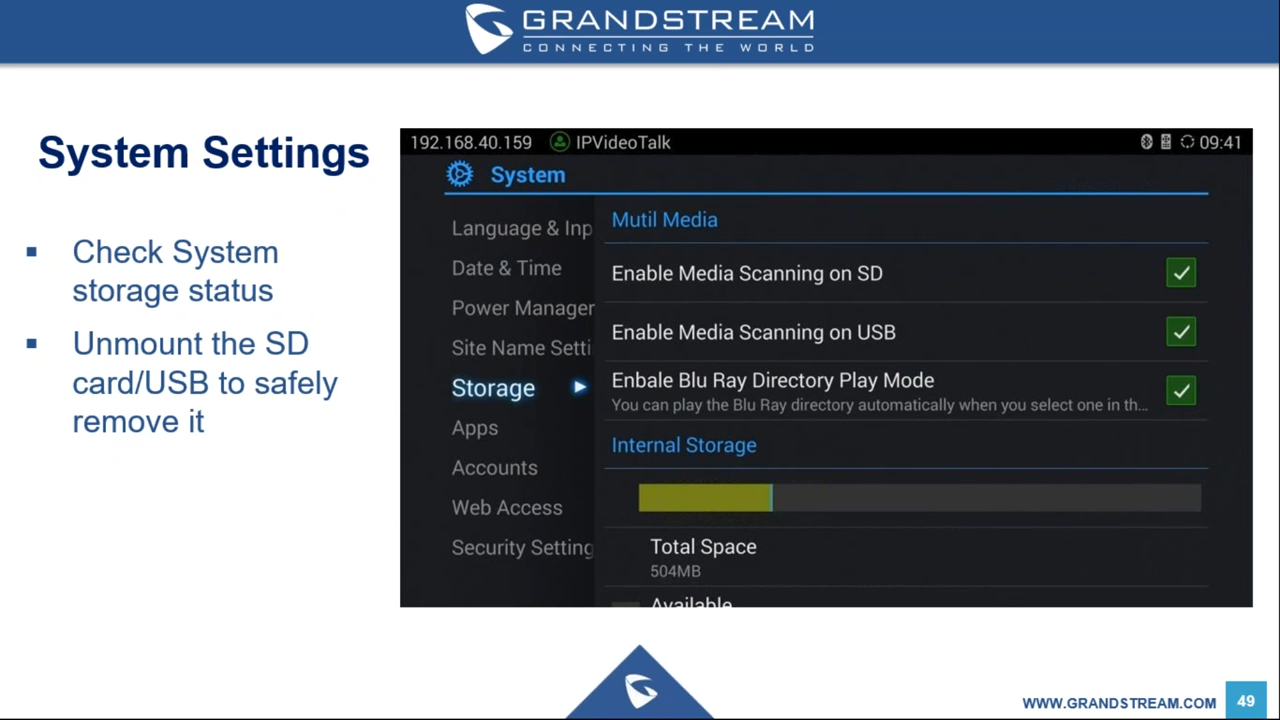 GRANDSTREAM
CONNECTING THE WORLD
System Settings
▪ Check System
storage status
▪ Unmount the SD
card/USB to safely
remove it
192.168.40.159 IPVideoTalk 09:41
System
Language & Inp
Date & Time
Power Manager
Site Name Setti
Storage
Apps
Accounts
Web Access
Security Setting
Mutil Media
Enable Media Scanning on SD
Enable Media Scanning on USB
Enbale Blu Ray Directory Play Mode
You can play the Blu Ray directory automatically when you select one in th...
Internal Storage
Total Space
504MB
Available
WWW.GRANDSTREAM.COM 49